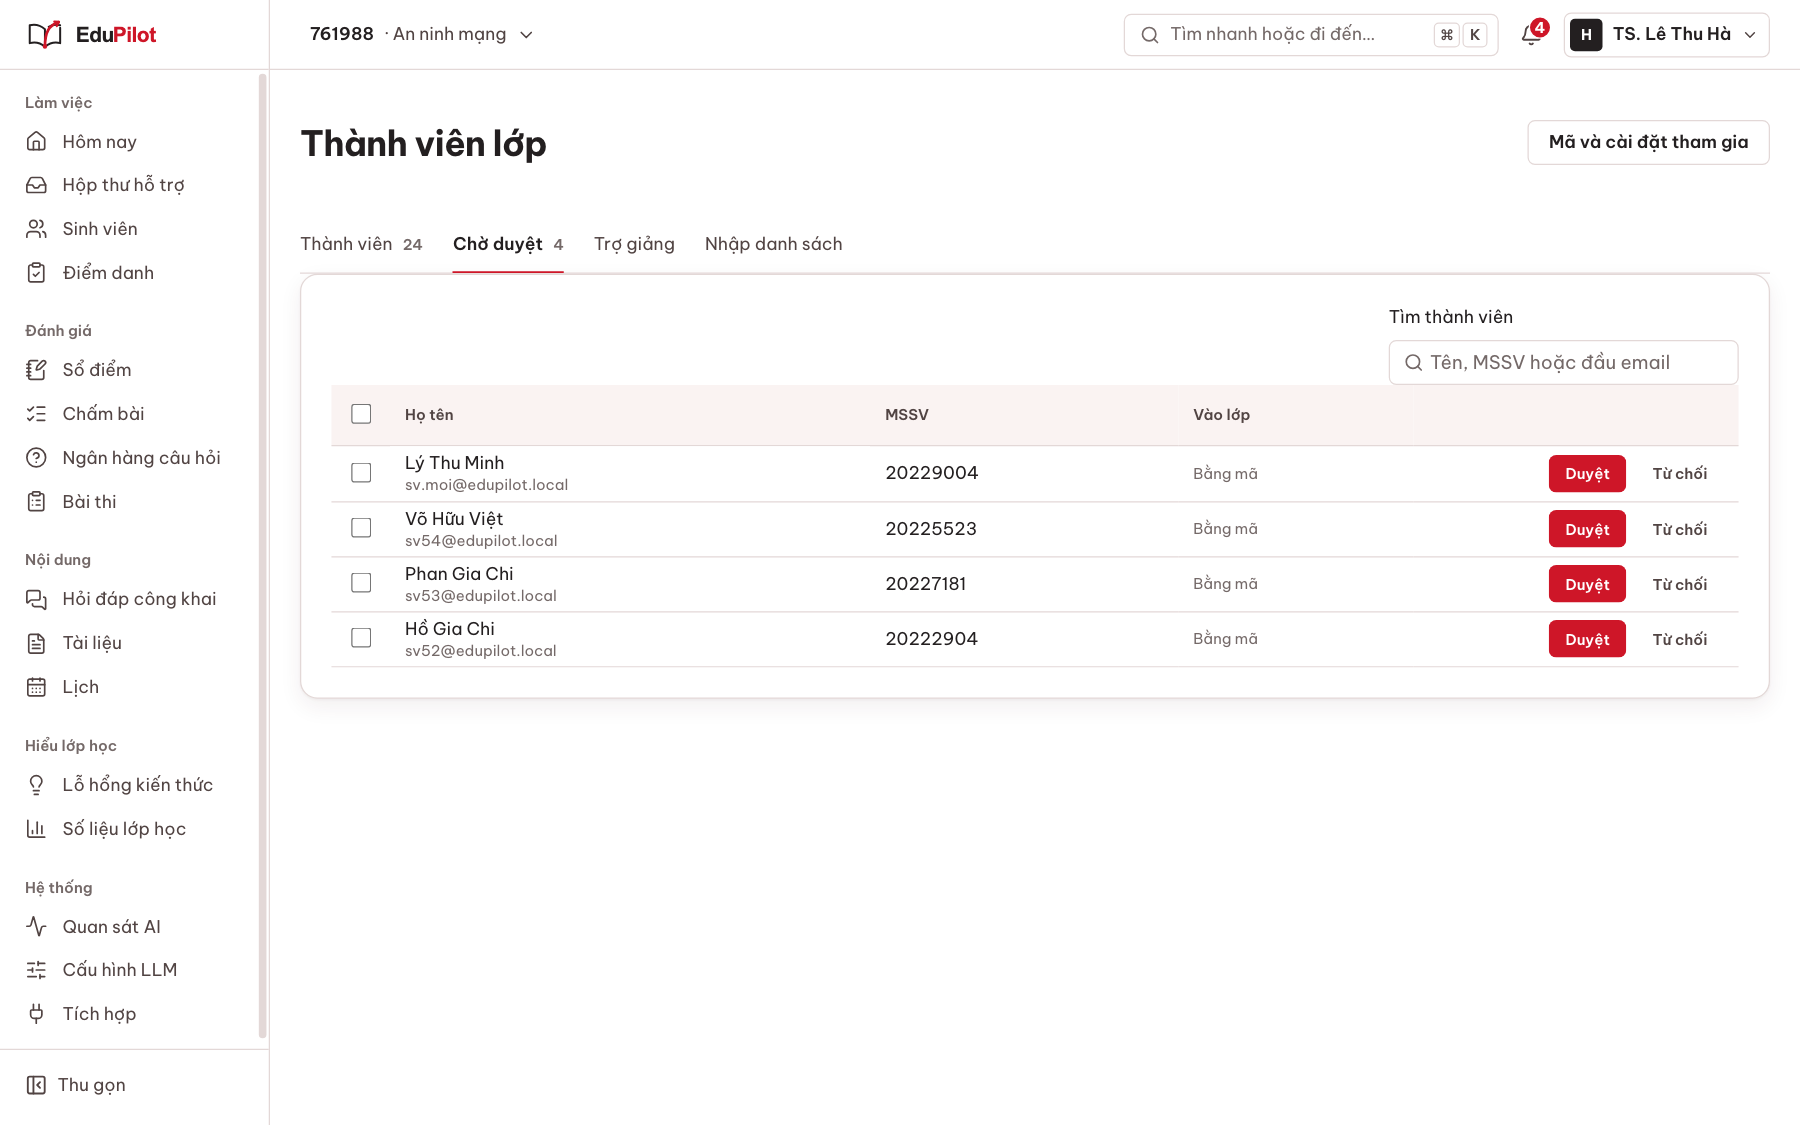 EduPilot
761988 · An ninh mạng
Tìm nhanh hoặc đi đến... ⌘ K
4
H TS. Lê Thu Hà
Làm việc
Hôm nay
Hộp thư hỗ trợ
Sinh viên
Điểm danh
Đánh giá
Sổ điểm
Chấm bài
Ngân hàng câu hỏi
Bài thi
Nội dung
Hỏi đáp công khai
Tài liệu
Lịch
Hiểu lớp học
Lỗ hổng kiến thức
Số liệu lớp học
Hệ thống
Quan sát AI
Cấu hình LLM
Tích hợp
Thu gọn
Thành viên lớp
Mã và cài đặt tham gia
Thành viên 24 Chờ duyệt 4 Trợ giảng Nhập danh sách
Tìm thành viên
Tên, MSSV hoặc đầu email
Họ tên MSSV Vào lớp
Lý Thu Minh
sv.moi@edupilot.local
20229004 Bằng mã Duyệt Từ chối
Võ Hữu Việt
sv54@edupilot.local
20225523 Bằng mã Duyệt Từ chối
Phan Gia Chi
sv53@edupilot.local
20227181 Bằng mã Duyệt Từ chối
Hồ Gia Chi
sv52@edupilot.local
20222904 Bằng mã Duyệt Từ chối